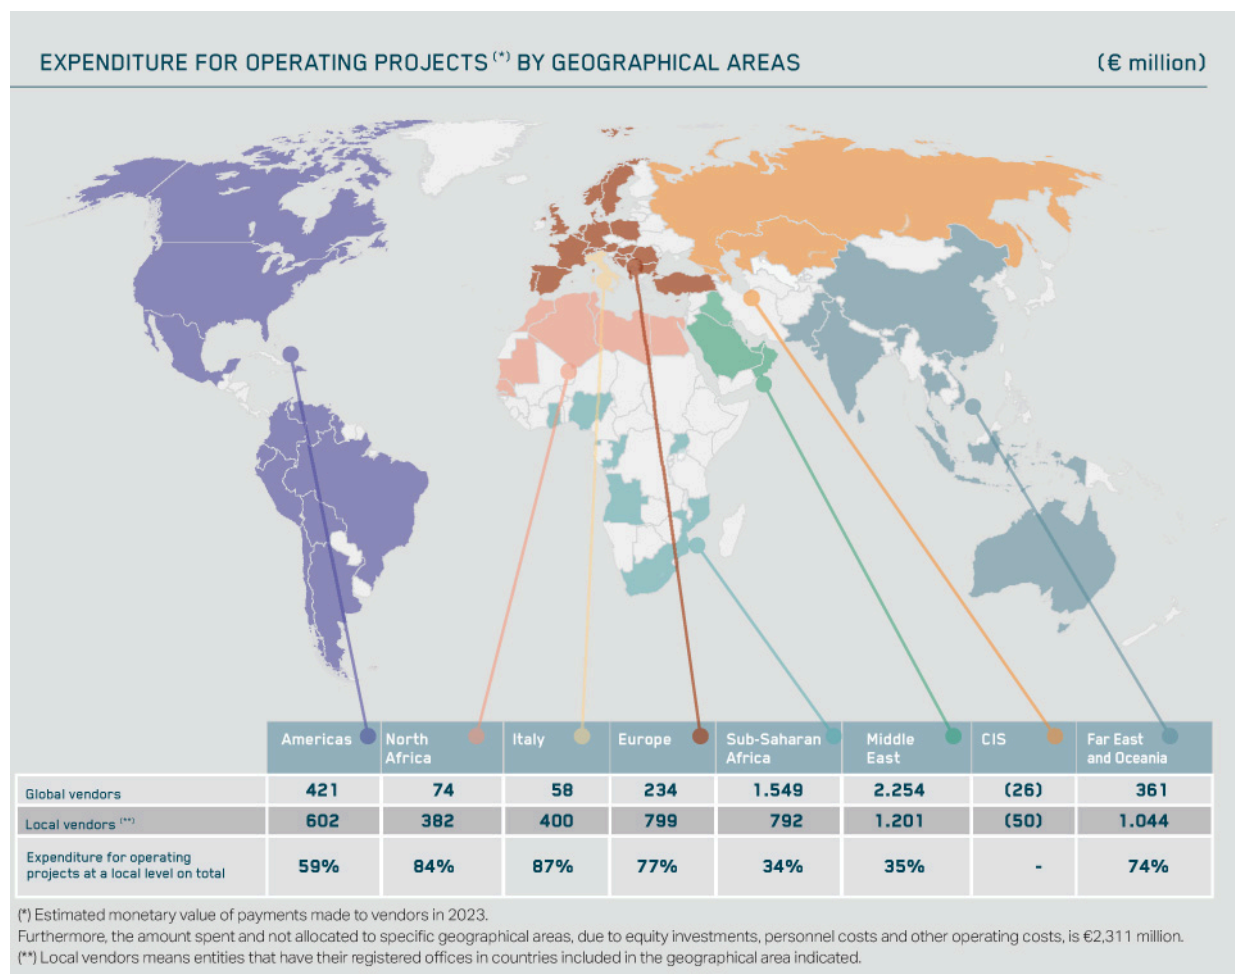 EXPENDITURE FOR OPERATING PROJECTS (*) BY GEOGRAPHICAL AREAS (€ million)
Americas North Africa Italy Europe Sub-Saharan Africa Middle East CIS Far East and Oceania
Global vendors 421 74 58 234 1.549 2.254 (26) 361
Local vendors (**) 602 382 400 799 792 1.201 (50) 1.044
Expenditure for operating projects at a local level on total 59% 84% 87% 77% 34% 35% - 74%
(*) Estimated monetary value of payments made to vendors in 2023.
Furthermore, the amount spent and not allocated to specific geographical areas, due to equity investments, personnel costs and other operating costs, is €2,311 million.
(**) Local vendors means entities that have their registered offices in countries included in the geographical area indicated.